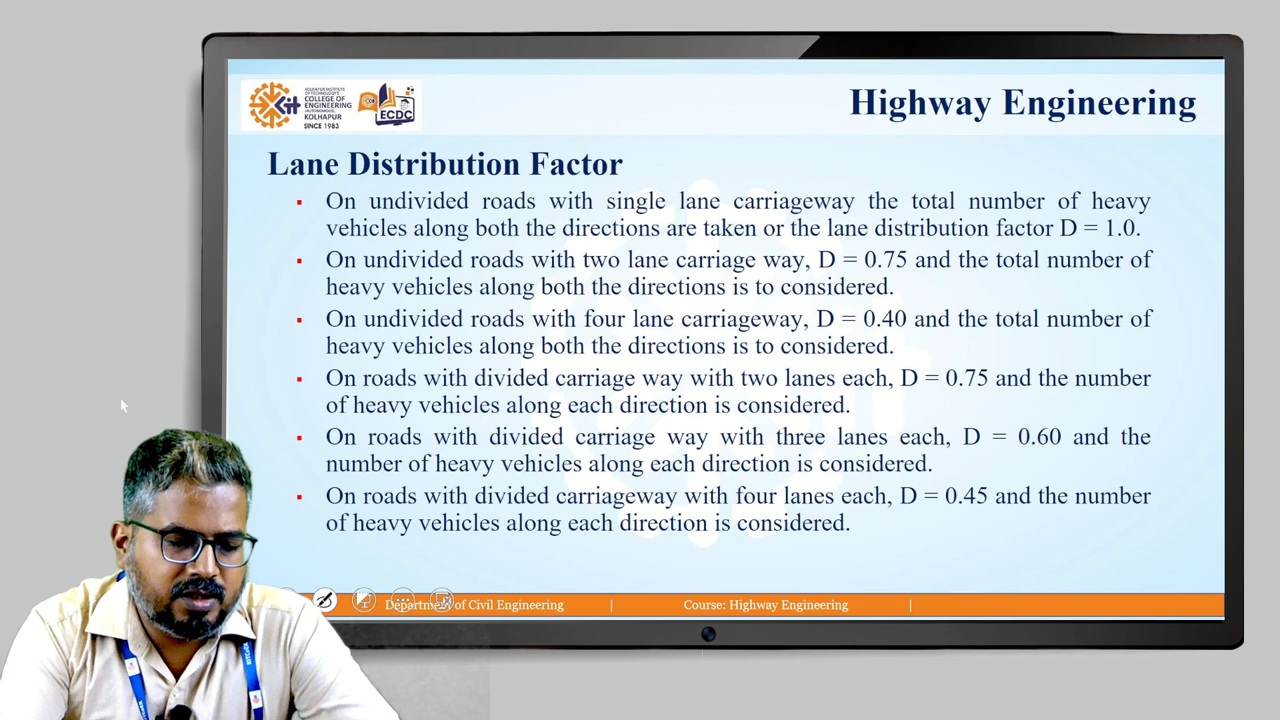 KOLHAPUR INSTITUTE
OF TECHNOLOGY'S
COLLEGE OF
ENGINEERING
(AUTONOMOUS),
KOLHAPUR
SINCE 1983
ECDC
Highway Engineering
Lane Distribution Factor
▪ On undivided roads with single lane carriageway the total number of heavy
vehicles along both the directions are taken or the lane distribution factor D = 1.0.
▪ On undivided roads with two lane carriage way, D = 0.75 and the total number of
heavy vehicles along both the directions is to considered.
▪ On undivided roads with four lane carriageway, D = 0.40 and the total number of
heavy vehicles along both the directions is to considered.
▪ On roads with divided carriage way with two lanes each, D = 0.75 and the number
of heavy vehicles along each direction is considered.
▪ On roads with divided carriage way with three lanes each, D = 0.60 and the
number of heavy vehicles along each direction is considered.
▪ On roads with divided carriageway with four lanes each, D = 0.45 and the number
of heavy vehicles along each direction is considered.
Department of Civil Engineering | Course: Highway Engineering |